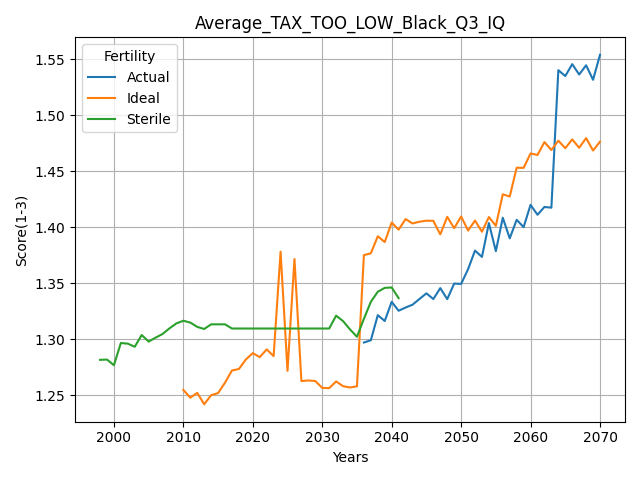 Average_TAX_TOO_LOW_Black_Q3_IQ
Fertility
Actual
Ideal
Sterile
Score(1-3)
1.55
1.50
1.45
1.40
1.35
1.30
1.25
2000 2010 2020 2030 2040 2050 2060 2070
Years